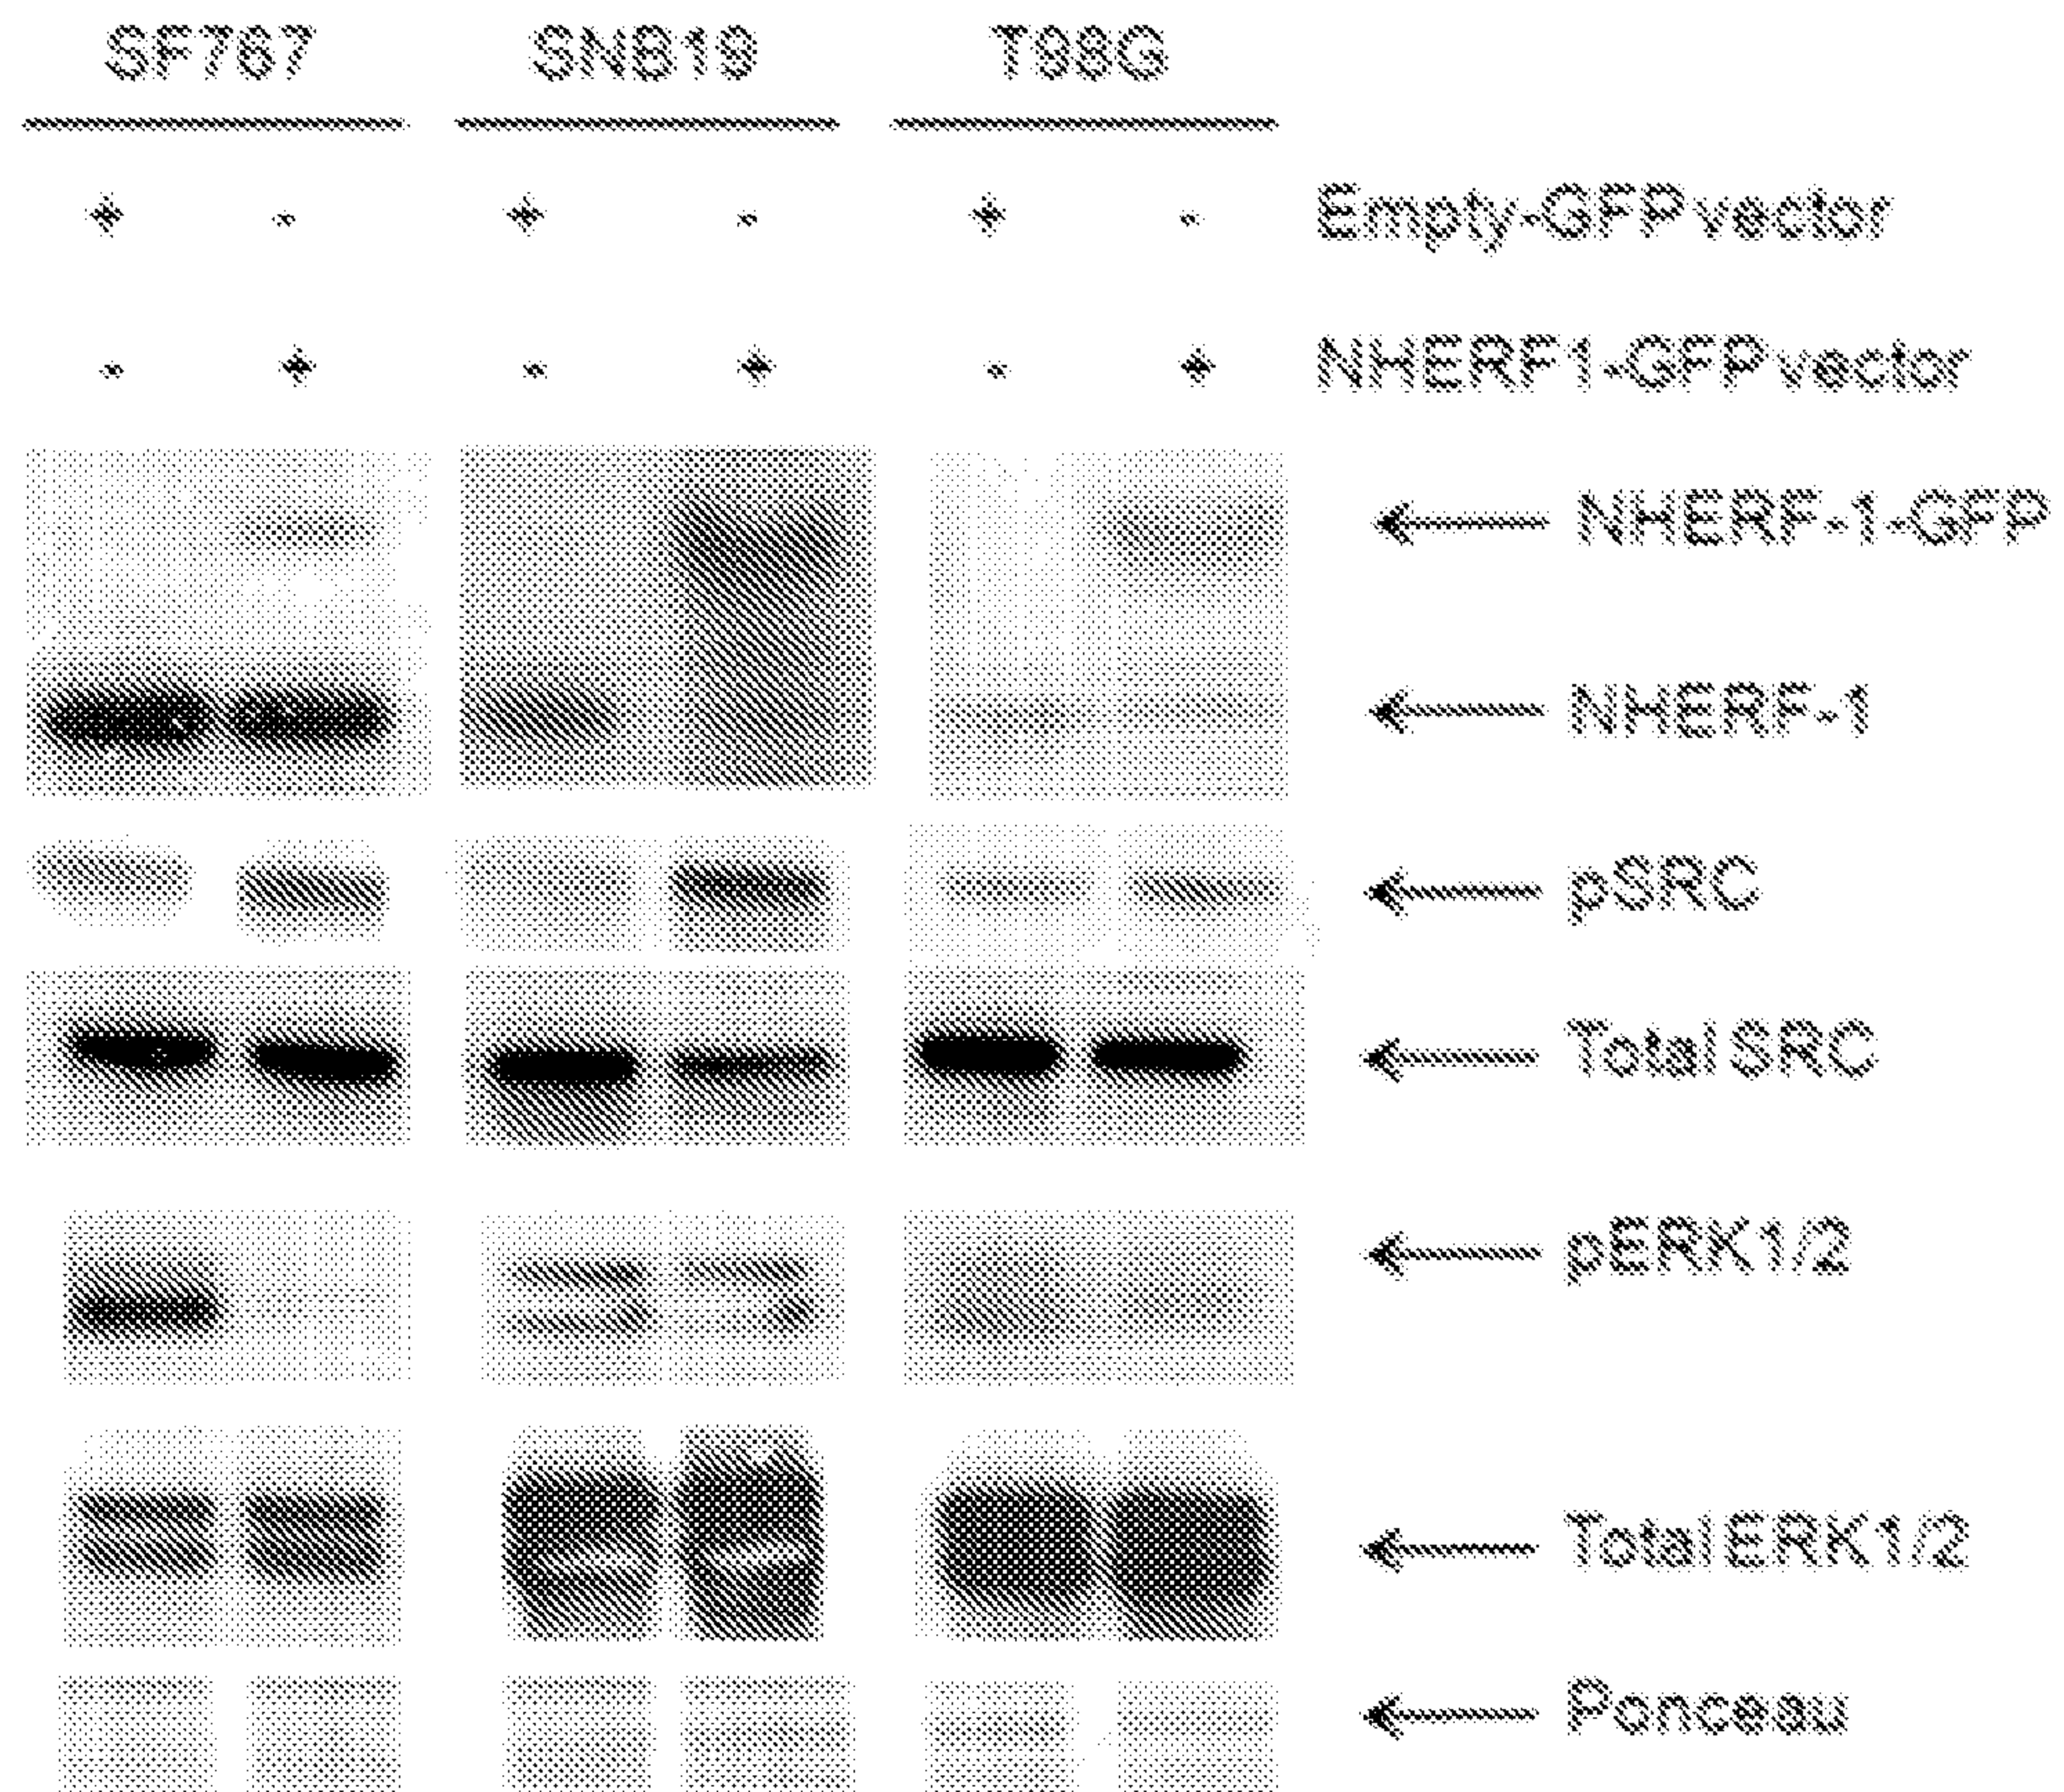 SF767 SNB19 T98G
+ - + - + - Empty-GFP vector
- + - + - + NHERF1-GFP vector
NHERF-1-GFP
NHERF-1
pSRC
Total SRC
pERK1/2
Total ERK1/2
Ponceau